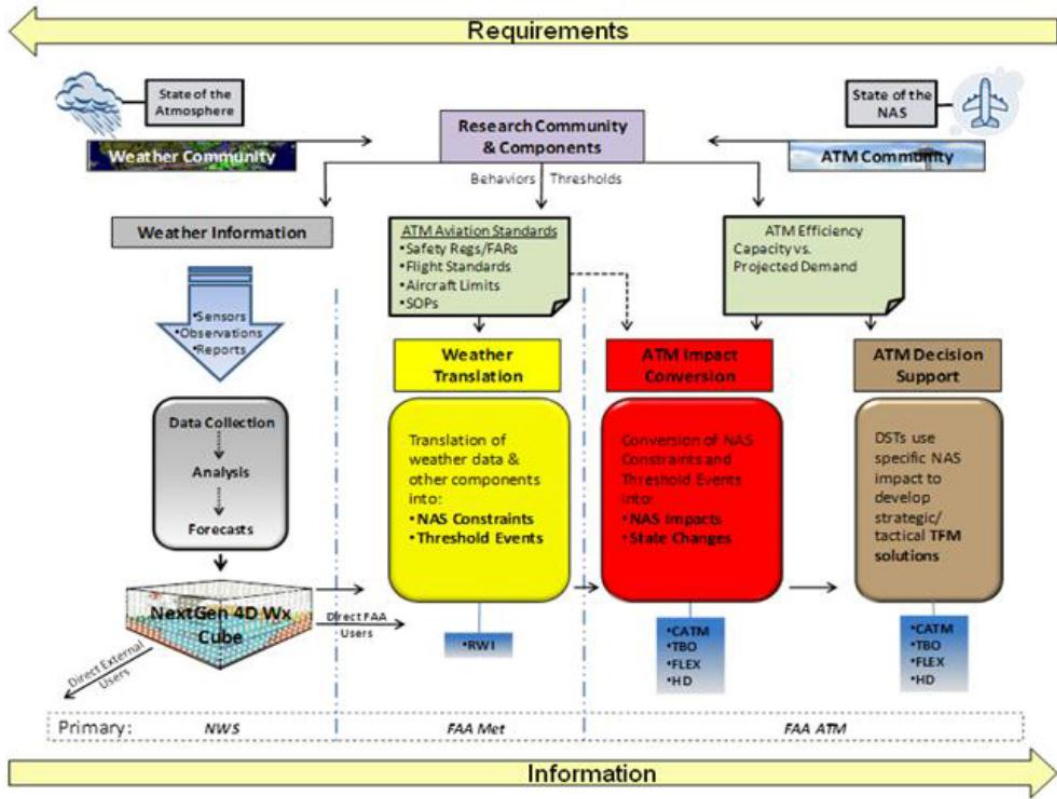 Requirements
State of the
Atmosphere
State of the
NAS
Research Community
& Components
Weather Community
ATM Community
Behaviors
Thresholds
Weather Information
ATM Aviation Standards
•Safety Regs/FARs
•Flight Standards
•Aircraft Limits
•SOPs
ATM Efficiency
Capacity vs.
Projected Demand
•Sensors
•Observations
•Reports
Weather
Translation
ATM Impact
Conversion
ATM Decision
Support
Data Collection
Analysis
Forecasts
Translation of
weather data &
other components
into:
•NAS Constraints
•Threshold Events
Conversion of NAS
Constraints and
Threshold Events
into:
•NAS Impacts
•State Changes
DSTs use
specific NAS
impact to
develop
strategic/
tactical TFM
solutions
NextGen 4D Wx
Cube
Direct FAA
Users
Direct External
Users
•RWI
•CATM
•TBO
•FLEX
•HD
•CATM
•TBO
•FLEX
•HD
Primary:
NWS
FAA Met
FAA ATM
Information